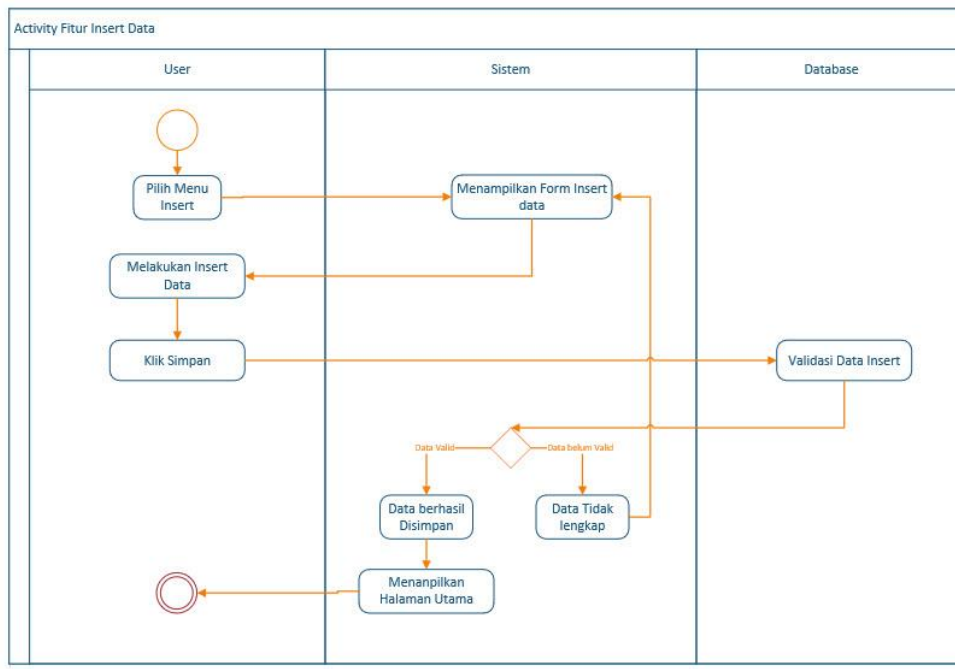 Activity Fitur Insert Data
User
Sistem
Database
Pilih Menu
Insert
Menampilkan Form Insert
data
Melakukan Insert
Data
Klik Simpan
Validasi Data Insert
Data Valid
Data belum Valid
Data berhasil
Disimpan
Data Tidak
lengkap
Menanpilkan
Halaman Utama